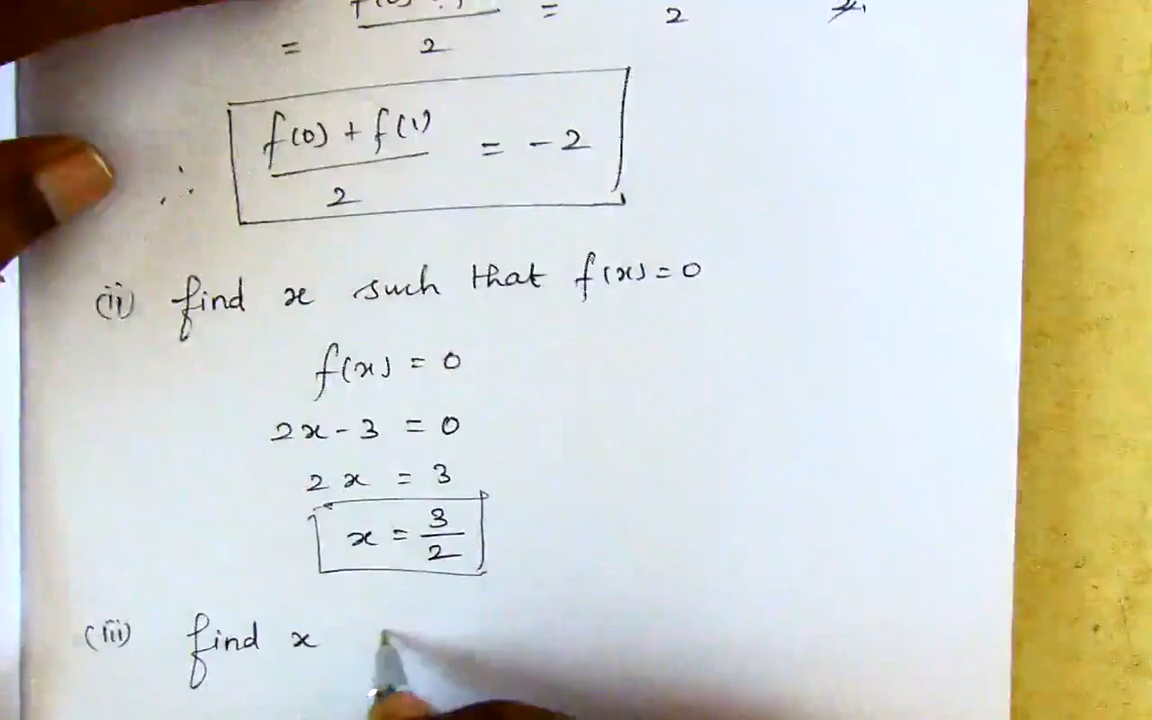 = 2 = 2
∴ f(0) + f(1) / 2 = -2
(ii) find x such that f(x) = 0
f(x) = 0
2x - 3 = 0
2x = 3
x = 3/2
(iii) find x